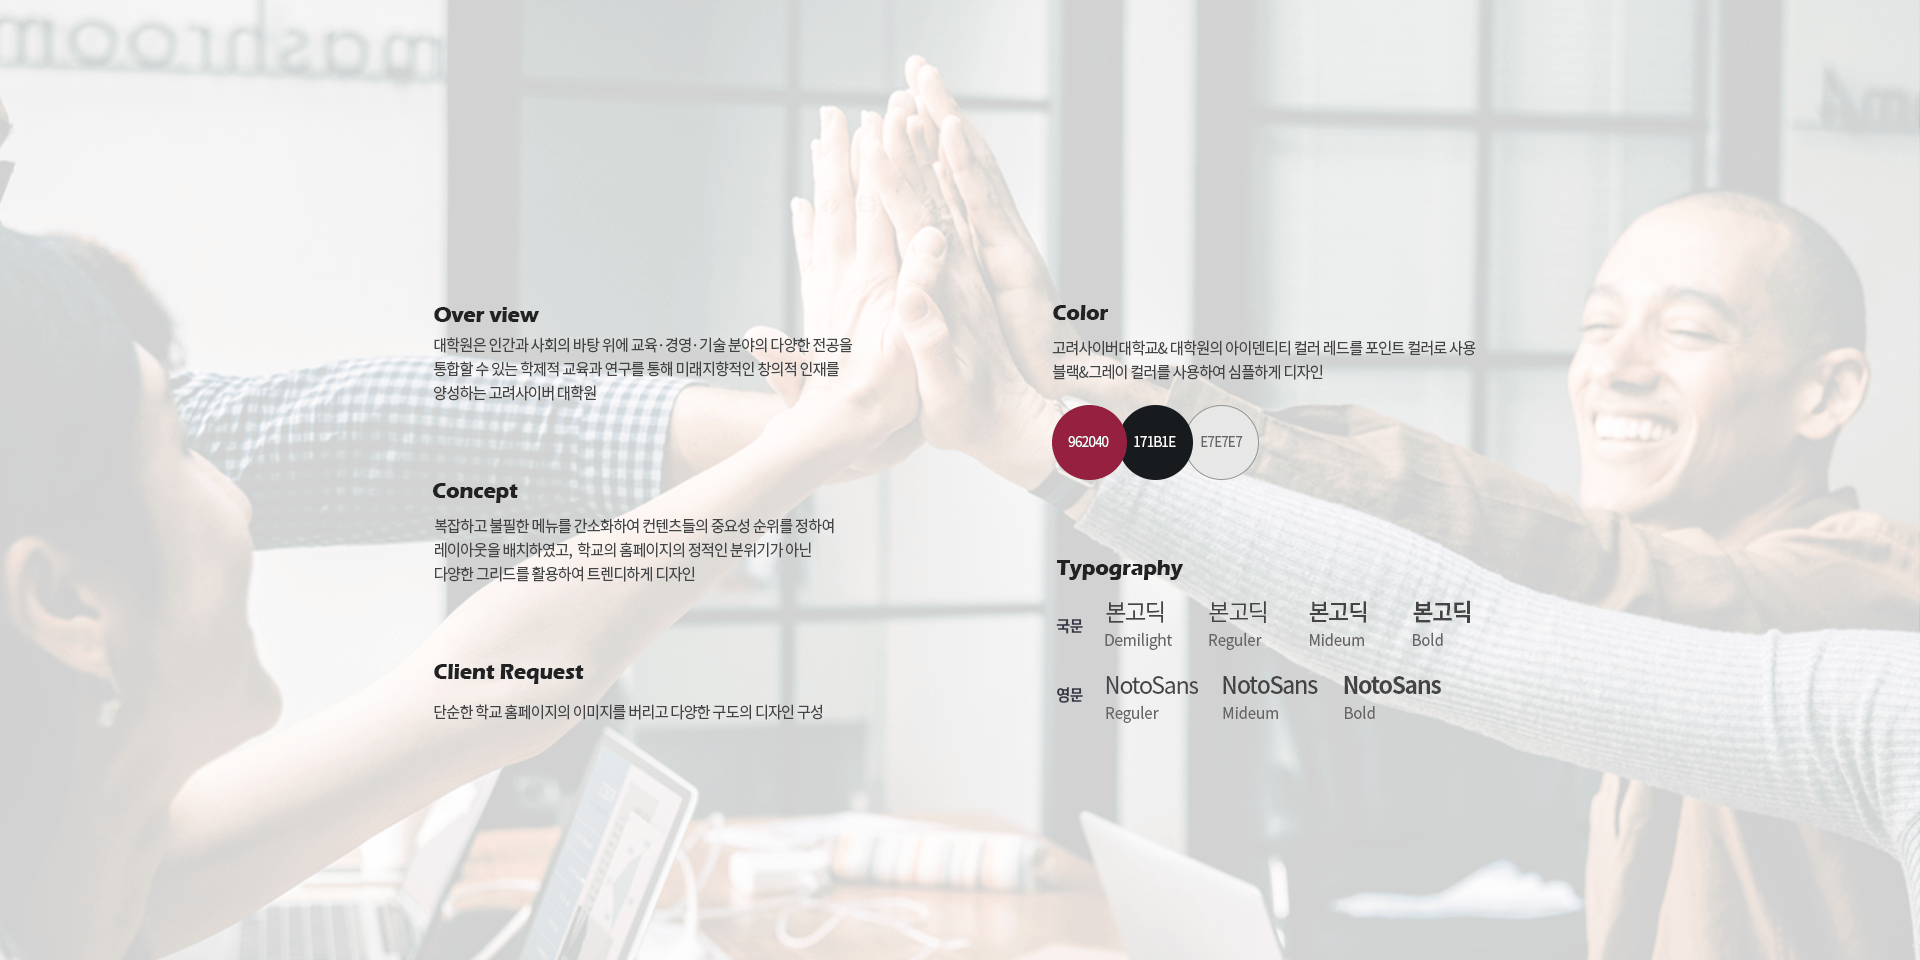 mashroom
Over view
대학원은 인간과 사회의 바탕 위에 교육·경영·기술 분야의 다양한 전공을
통합할 수 있는 학제적 교육과 연구를 통해 미래지향적인 창의적 인재를
양성하는 고려사이버 대학원
Concept
복잡하고 불필한 메뉴를 간소화하여 컨텐츠들의 중요성 순위를 정하여
레이아웃을 배치하였고, 학교의 홈페이지의 정적인 분위기가 아닌
다양한 그리드를 활용하여 트렌디하게 디자인
Client Request
단순한 학교 홈페이지의 이미지를 버리고 다양한 구도의 디자인 구성
Color
고려사이버대학교& 대학원의 아이덴티티 컬러 레드를 포인트 컬러로 사용
블랙&그레이 컬러를 사용하여 심플하게 디자인
962040 171B1E E7E7E7
Typography
국문
본고딕 본고딕 본고딕 본고딕
Demilight Reguler Mideum Bold
영문
NotoSans NotoSans NotoSans
Reguler Mideum Bold